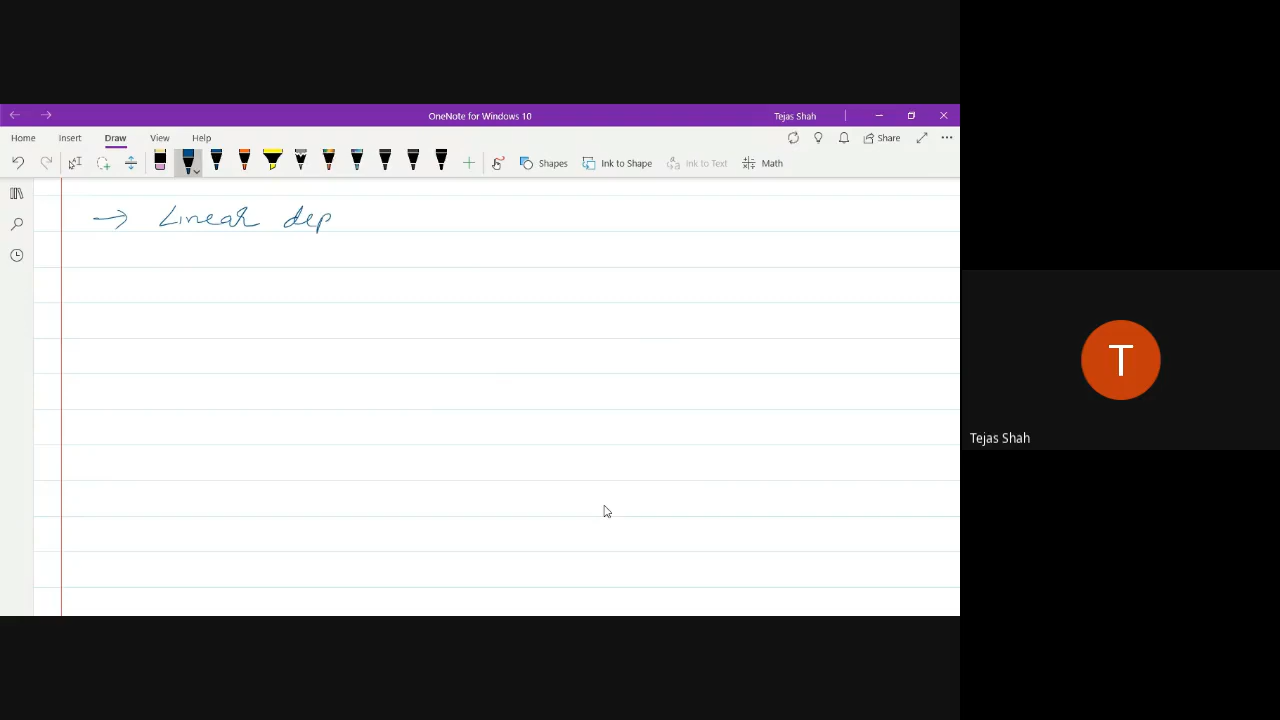 OneNote for Windows 10
Tejas Shah
Home Insert Draw View Help
Share
Shapes Ink to Shape Ink to Text Math
→ Linear dep
T
Tejas Shah